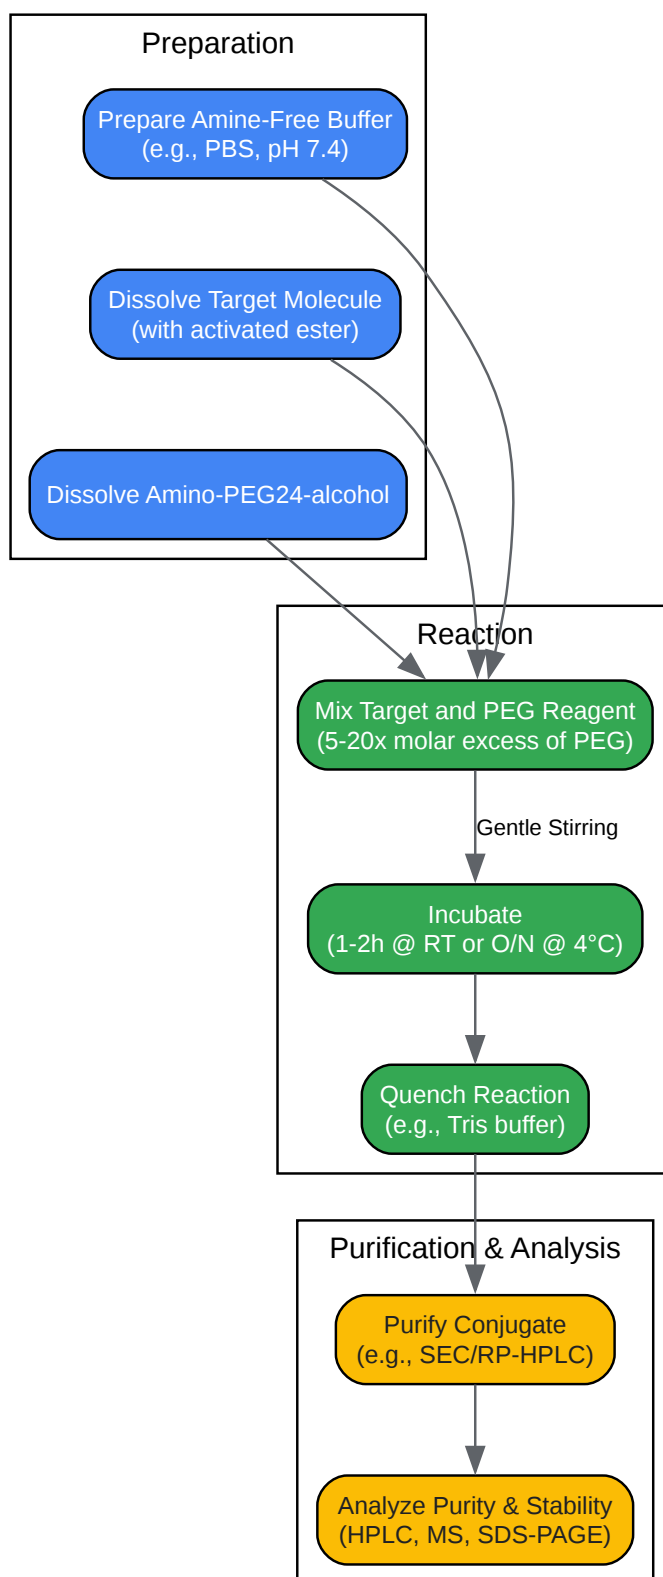 Preparation
Prepare Amine-Free Buffer
(e.g., PBS, pH 7.4)
Dissolve Target Molecule
(with activated ester)
Dissolve Amino-PEG24-alcohol
Reaction
Mix Target and PEG Reagent
(5-20x molar excess of PEG)
Gentle Stirring
Incubate
(1-2h @ RT or O/N @ 4°C)
Quench Reaction
(e.g., Tris buffer)
Purification & Analysis
Purify Conjugate
(e.g., SEC/RP-HPLC)
Analyze Purity & Stability
(HPLC, MS, SDS-PAGE)